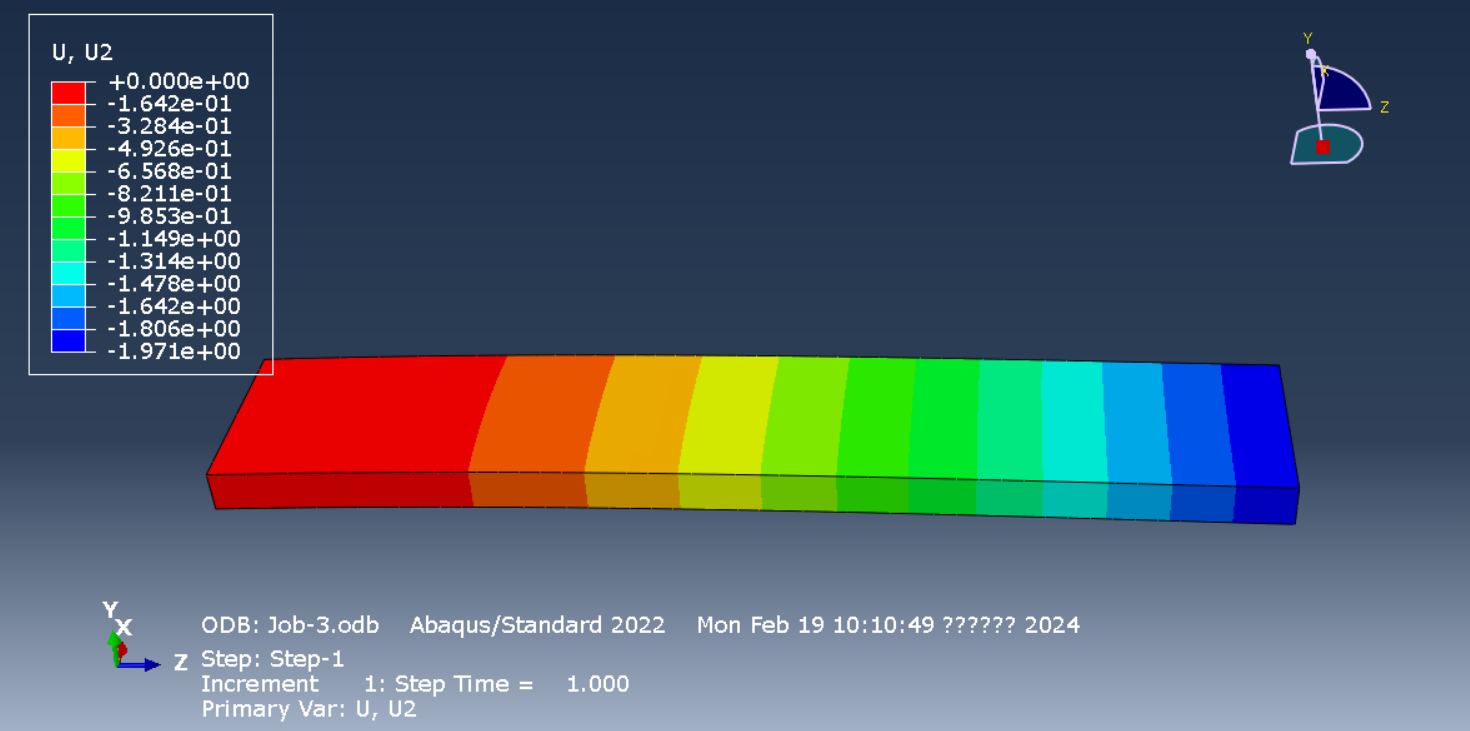 U, U2
+0.000e+00
-1.642e-01
-3.284e-01
-4.926e-01
-6.568e-01
-8.211e-01
-9.853e-01
-1.149e+00
-1.314e+00
-1.478e+00
-1.642e+00
-1.806e+00
-1.971e+00
Y
X
Z
Y
X
Z
ODB: Job-3.odb Abaqus/Standard 2022 Mon Feb 19 10:10:49 ?????? 2024
Step: Step-1
Increment 1: Step Time = 1.000
Primary Var: U, U2